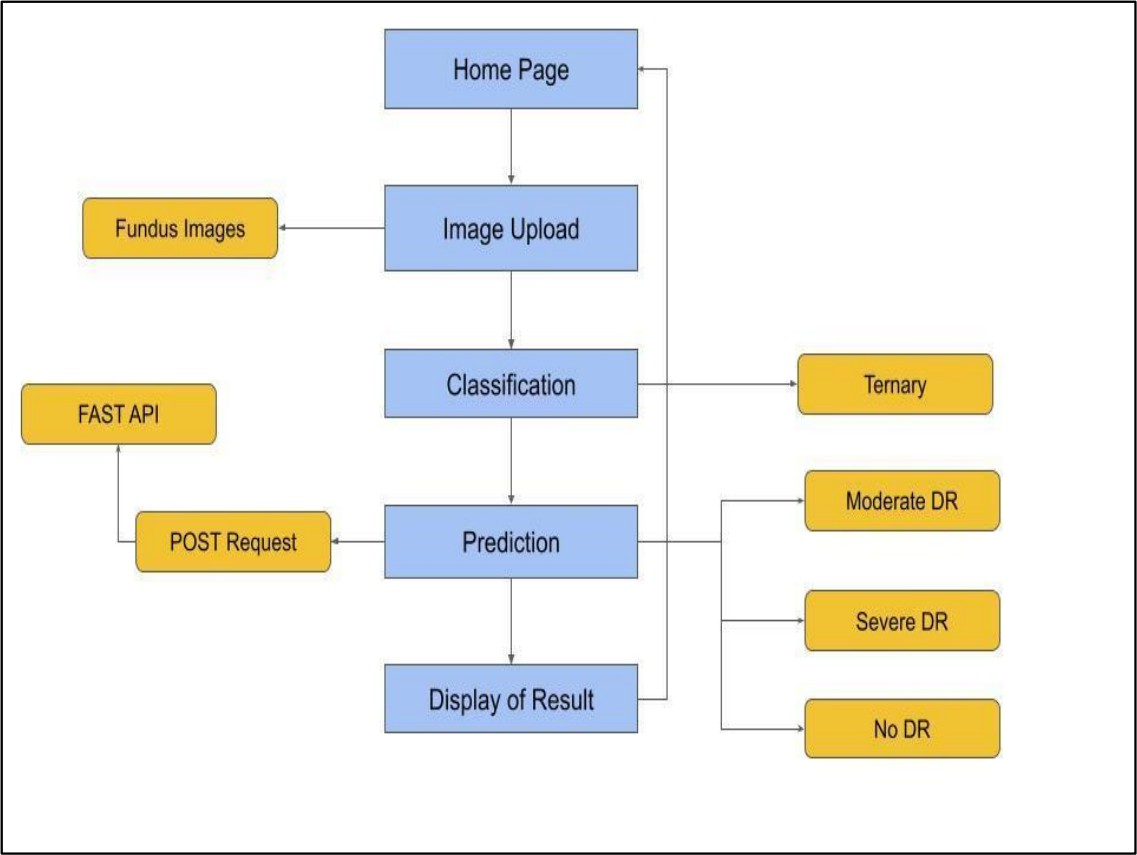 Home Page
Fundus Images
Image Upload
Classification
Ternary
FAST API
Moderate DR
POST Request
Prediction
Severe DR
Display of Result
No DR